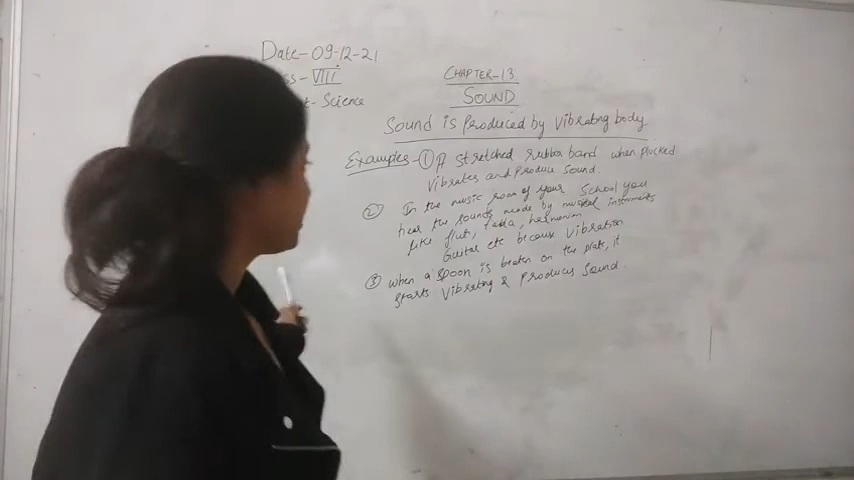 Date-09-12-21
ss-VIII
t-Science
CHAPTER-13
SOUND
Sound is Produced by Vibrating body
Examples-① A stretched rubber band when plucked
Vibrates and Produce Sound.
② In the music room of your School you
hear the sounds made by musical instruments
like flut, Tabla, harmonium
Guitar etc because Vibration
③ when a spoon is beaten on the plate, it
starts Vibrating & Produces Sound.